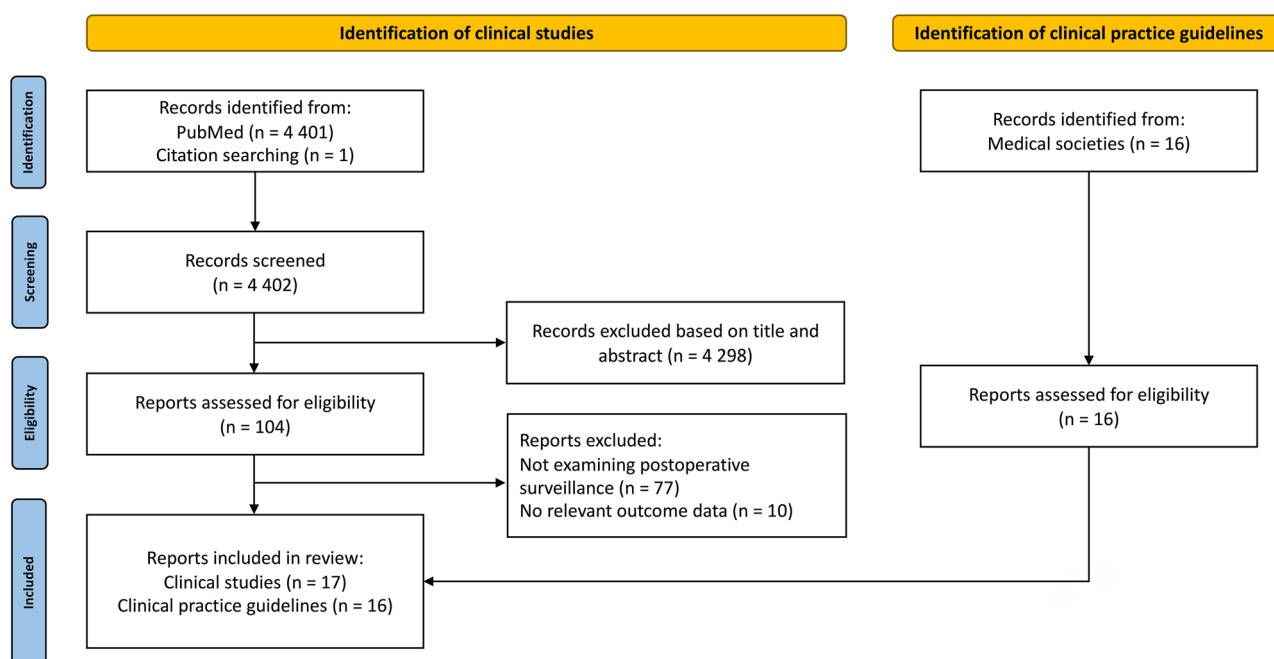 Identification of clinical studies
Identification of clinical practice guidelines
Identification
Records identified from:
PubMed (n = 4 401)
Citation searching (n = 1)
Records identified from:
Medical societies (n = 16)
Screening
Records screened
(n = 4 402)
Records excluded based on title and
abstract (n = 4 298)
Eligibility
Reports assessed for eligibility
(n = 104)
Reports assessed for eligibility
(n = 16)
Reports excluded:
Not examining postoperative
surveillance (n = 77)
No relevant outcome data (n = 10)
Included
Reports included in review:
Clinical studies (n = 17)
Clinical practice guidelines (n = 16)